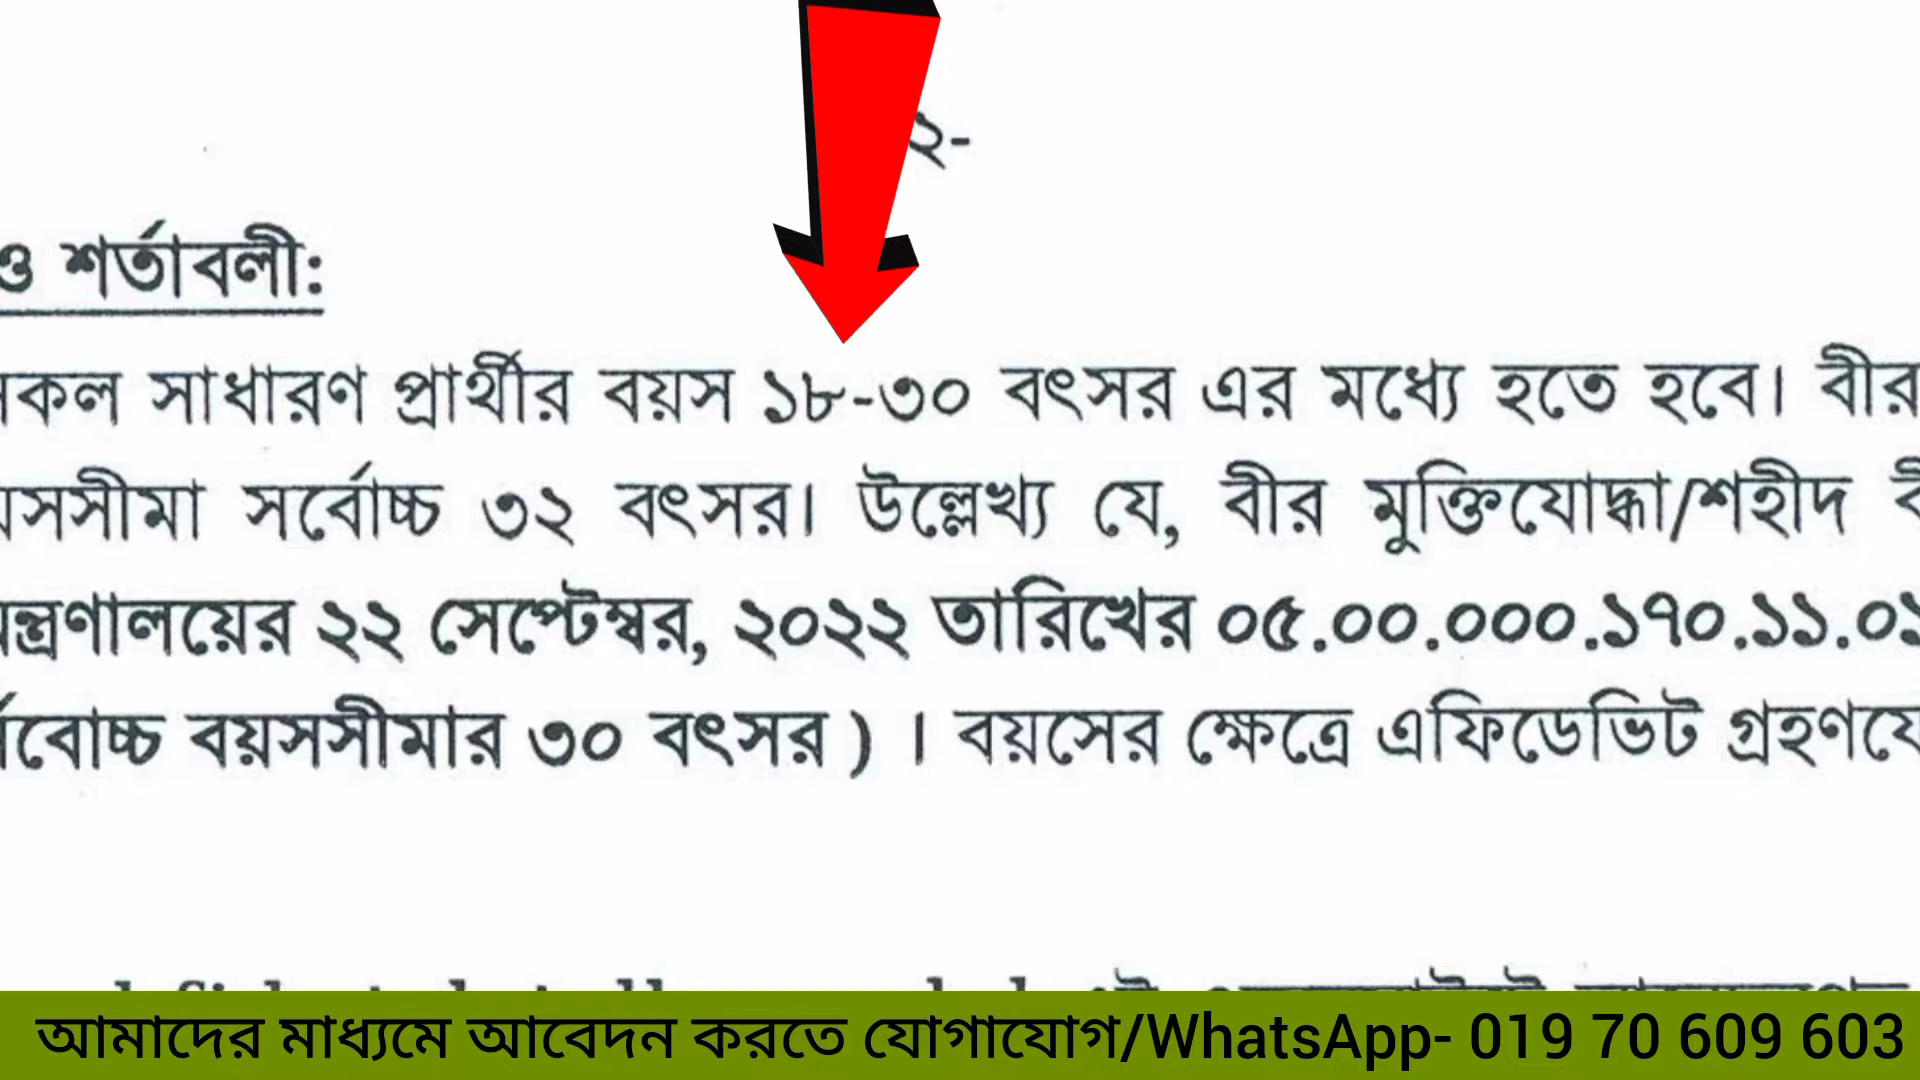 ২-
ও শর্তাবলী:
কল সাধারণ প্রার্থীর বয়স ১৮-৩০ বৎসর এর মধ্যে হতে হবে। বীর
সসীমা সর্বোচ্চ ৩২ বৎসর। উল্লেখ্য যে, বীর মুক্তিযোদ্ধা/শহীদ
ন্ত্রণালয়ের ২২ সেপ্টেম্বর, ২০২২ তারিখের ০৫.০০.০০০.১৭০.১১.০১
র্বোচ্চ বয়সসীমার ৩০ বৎসর ) । বয়সের ক্ষেত্রে এফিডেভিট গ্রহণযো
আমাদের মাধ্যমে আবেদন করতে যোগাযোগ/WhatsApp- 019 70 609 603